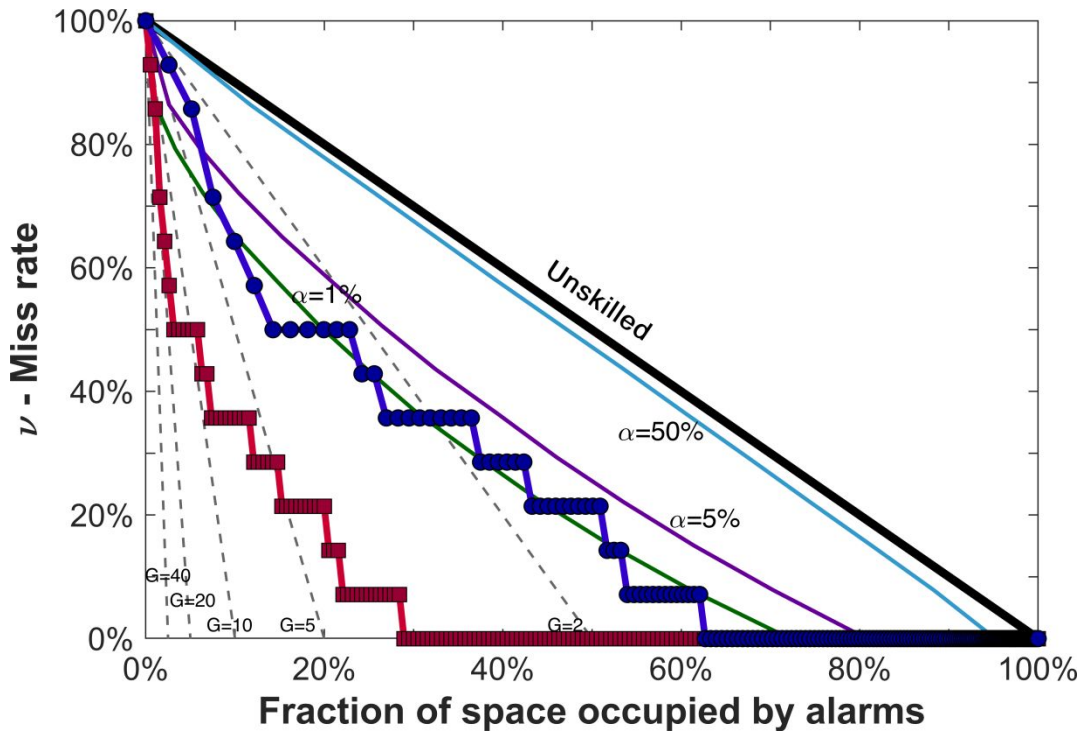 100%
80%
60%
40%
20%
0%
ν - Miss rate
Unskilled
α=1%
α=50%
α=5%
G=40
G=20
G=10
G=5
G=2
0%
20%
40%
60%
80%
100%
Fraction of space occupied by alarms